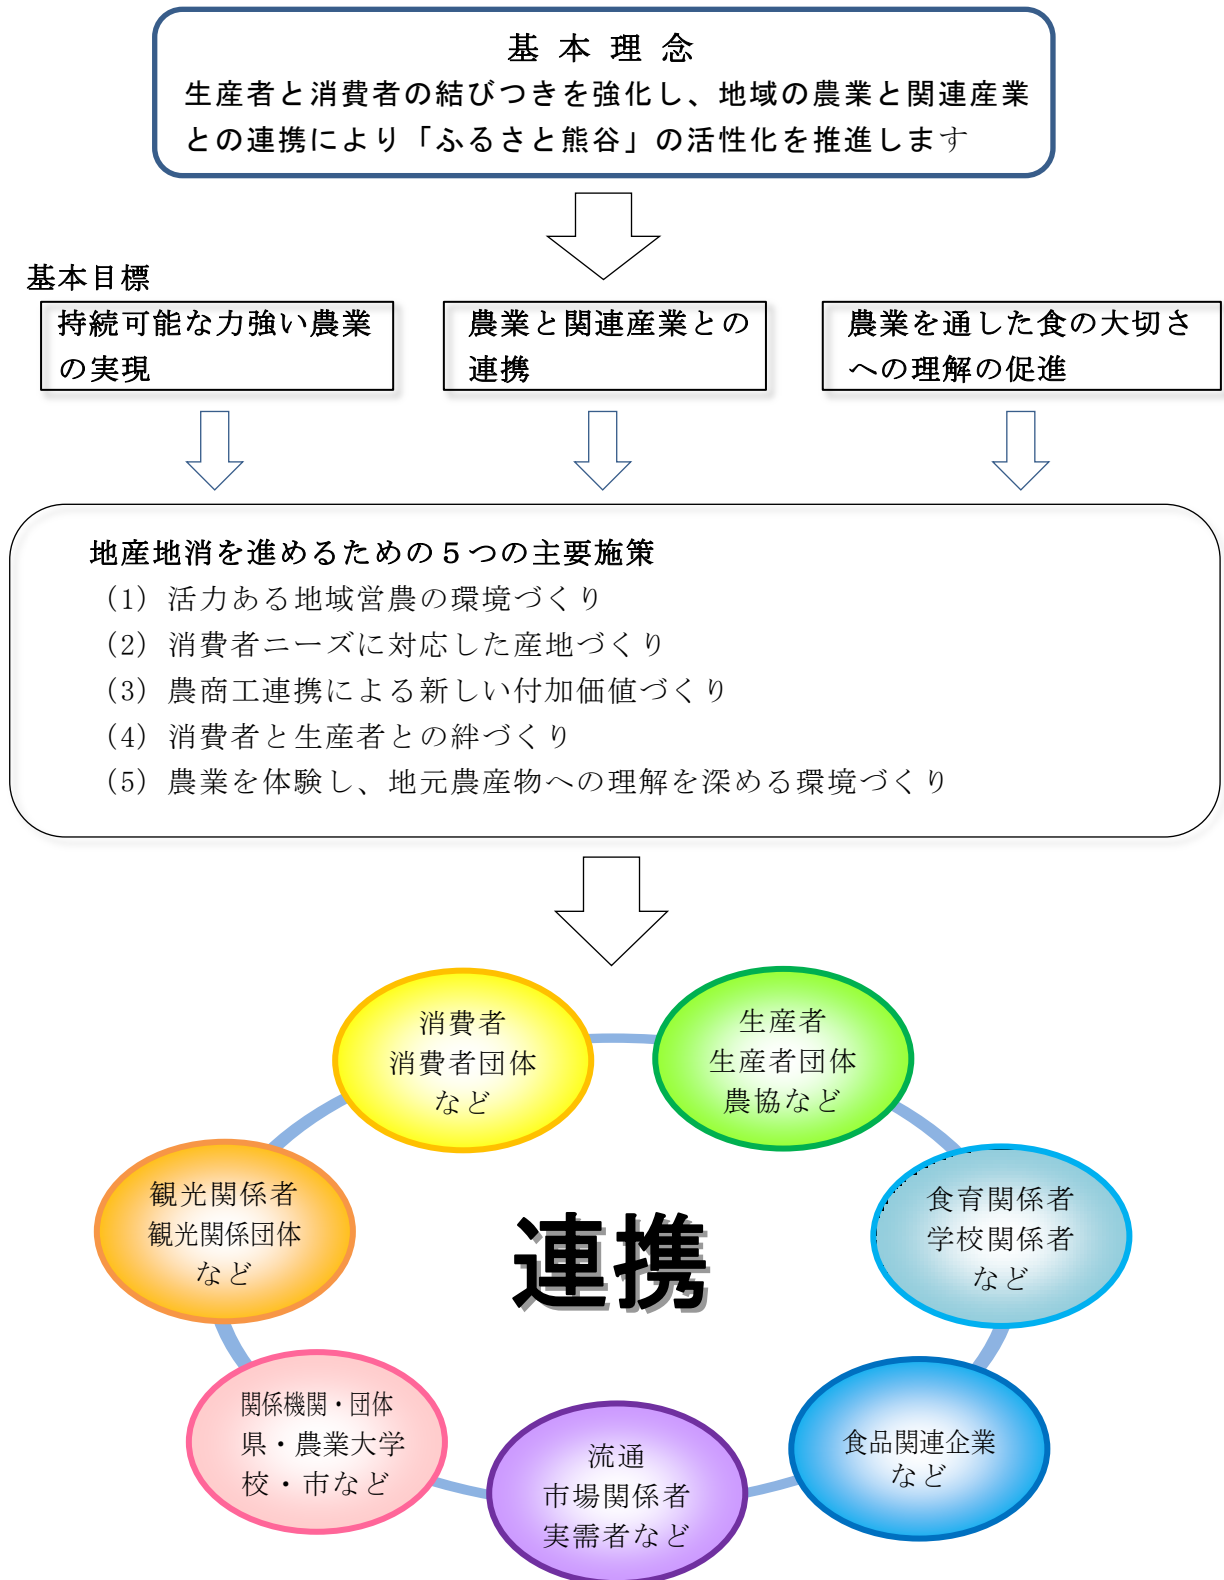 基本理念
生産者と消費者の結びつきを強化し、地域の農業と関連産業
との連携により「ふるさと熊谷」の活性化を推進します
基本目標
持続可能な力強い農業
の実現
農業と関連産業との
連携
農業を通した食の大切さ
への理解の促進
地産地消を進めるための５つの主要施策
（1）活力ある地域営農の環境づくり
（2）消費者ニーズに対応した産地づくり
（3）農商工連携による新しい付加価値づくり
（4）消費者と生産者との絆づくり
（5）農業を体験し、地元農産物への理解を深める環境づくり
消費者
消費者団体
など
生産者
生産者団体
農協など
観光関係者
観光関係団体
など
連携
食育関係者
学校関係者
など
関係機関・団体
県・農業大学
校・市など
流通
市場関係者
実需者など
食品関連企業
など